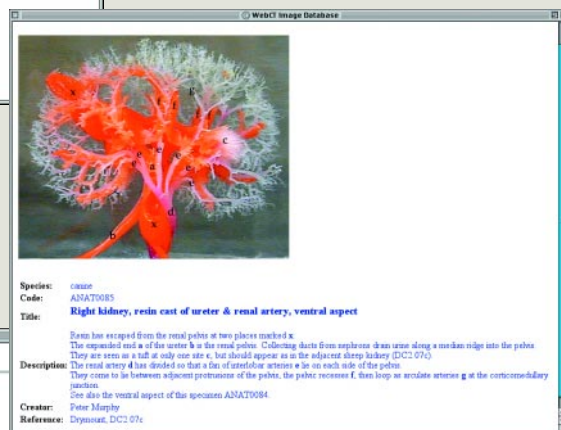 WebCT Image Database
x
g
f
f
f
f
c
e
e
e
e
a
e
e
d
b
x
Species: canine
Code: ANAT0085
Title: Right kidney, resin cast of ureter & renal artery, ventral aspect
Resin has escaped from the renal pelvis at two places marked x.
The expanded end a of the ureter b is the renal pelvis. Collecting ducts from nephrons drain urine along a median ridge into the pelvis.
They are seen as a tuft at only one site c, but should appear as in the adjacent sheep kidney (DC2 07c).
Description: The renal artery d has divided so that a fan of interlobar arteries e lie on each side of the pelvis.
They come to lie between adjacent protrusions of the pelvis, the pelvic recesses f, then loop as arcuate arteries g at the corticomedullary
junction.
See also the ventral aspect of this specimen ANAT0084.
Creator: Peter Murphy
Reference: Drymount, DC2 07c